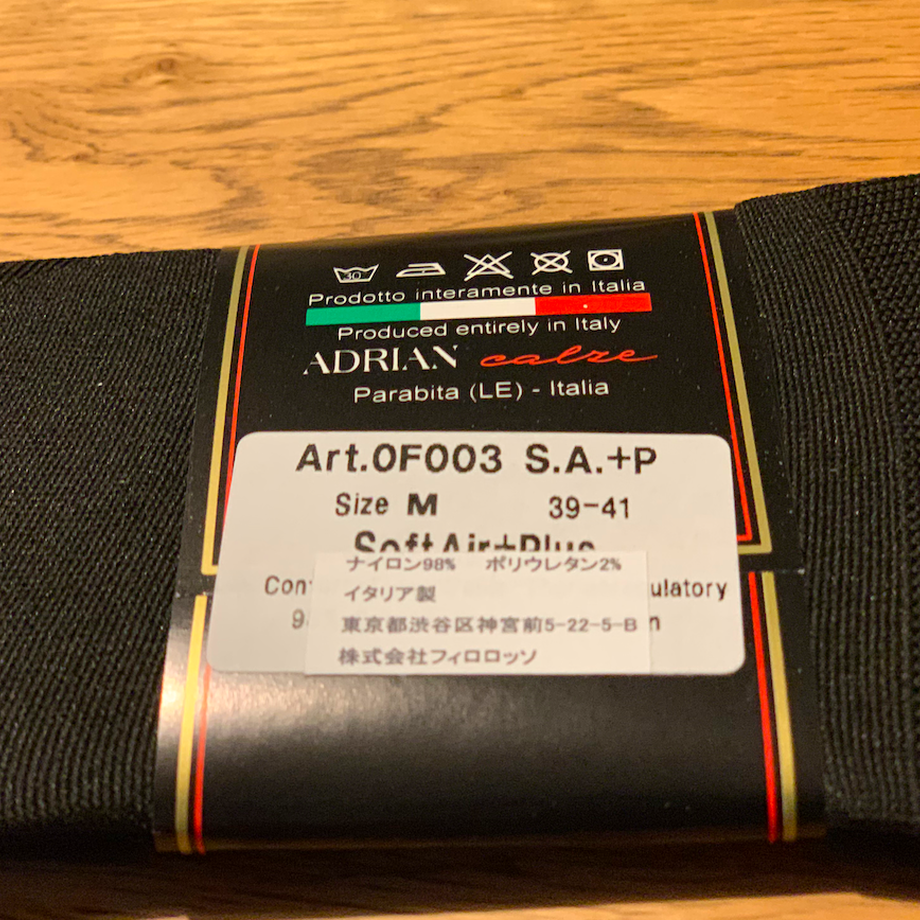 30
Prodotto interamente in Italia
Produced entirely in Italy
ADRIAN calze
Parabita (LE) - Italia
Art.0F003 S.A.+P
Size M 39-41
SoftAir+Plus
ナイロン98% ポリウレタン2%
イタリア製
東京都渋谷区神宮前5-22-5-B
株式会社フィロロッソ